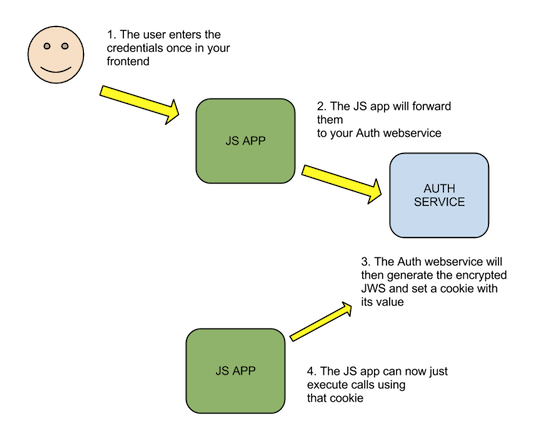 1. The user enters the
credentials once in your
frontend
JS APP
2. The JS app will forward
them
to your Auth webservice
AUTH
SERVICE
3. The Auth webservice will
then generate the encrypted
JWS and set a cookie with
its value
JS APP
4. The JS app can now just
execute calls using
that cookie